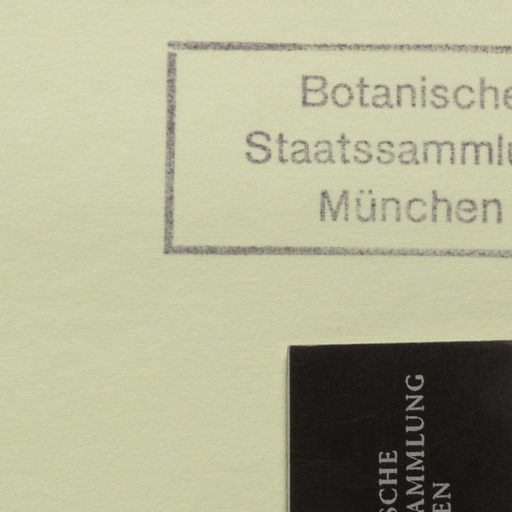 Botanische
Staatssammlu
München
SCHE
AMMLUNG
EN